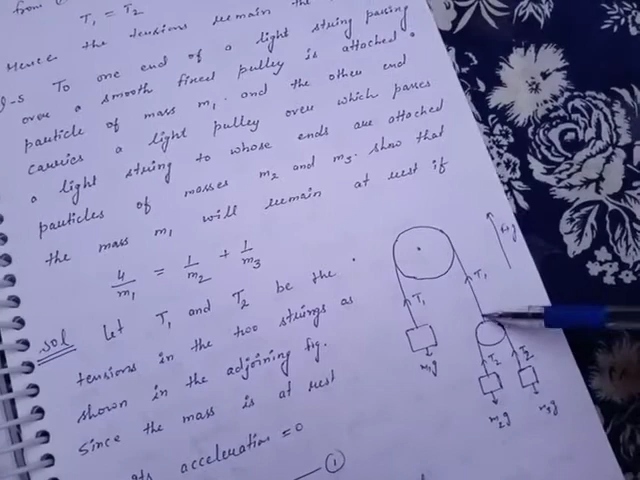 from
T₁ = T₂
Hence the tensions remain the
Q-5 To one end of a light string passing
over a smooth fixed pulley is attached a
particle of mass m₁. and the other end
carries a light pulley over which passes
a light string to whose ends are attached
particles of masses m₂ and m₃. show that
the mass m₁ will remain at rest if
4/m₁ = 1/m₂ + 1/m₃
Sol Let T₁ and T₂ be the
tensions in the two strings as
shown in the adjoining fig.
Since the mass is at rest
its acceleration = 0
①
T₁
T₁
m₁g
T₂
T₂
m₂g
m₃g